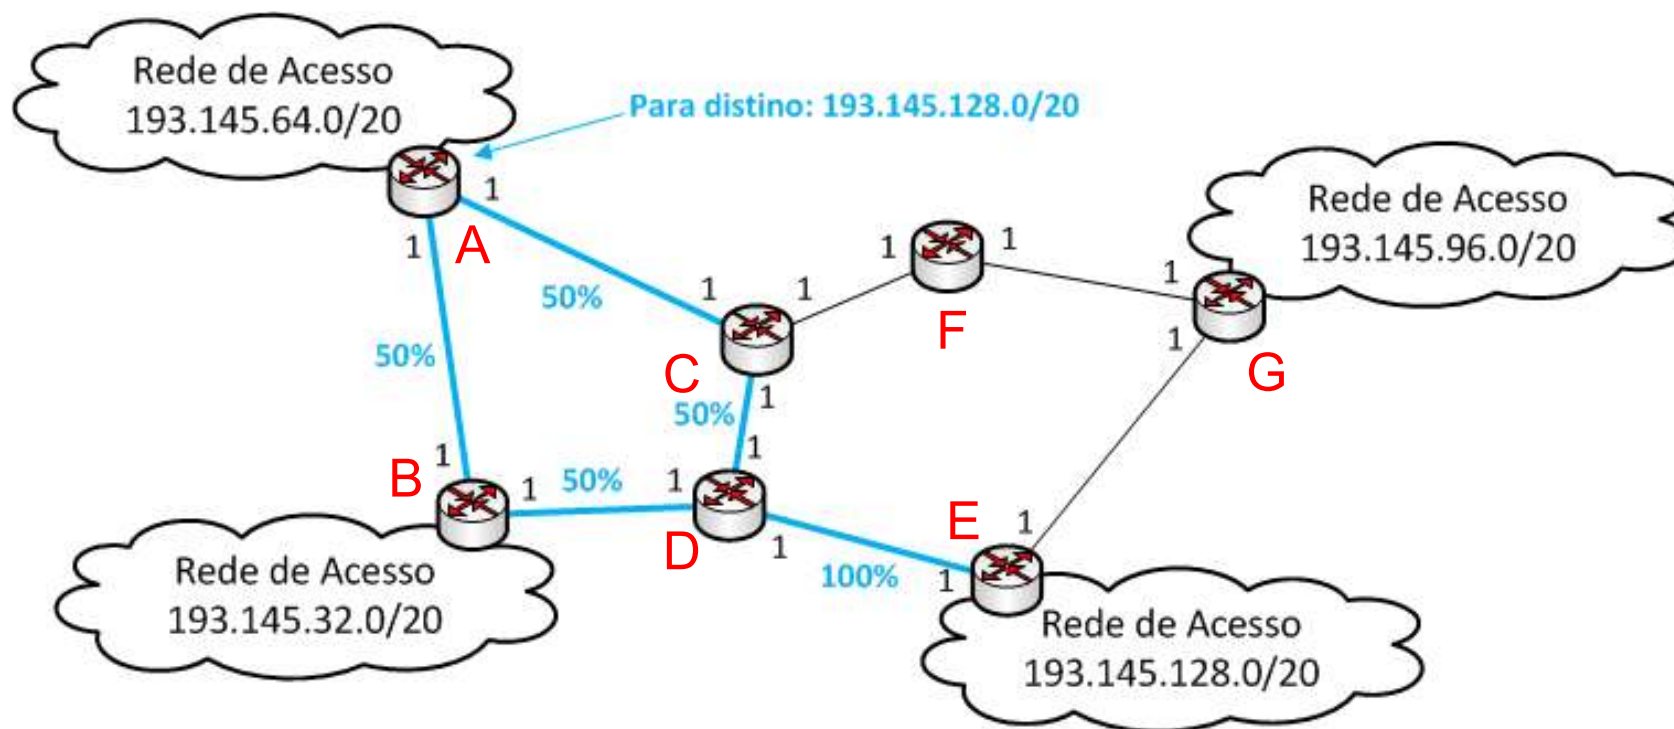 Rede de Acesso
193.145.64.0/20
Para distino: 193.145.128.0/20
1
1
A
Rede de Acesso
193.145.96.0/20
1
1
F
1
1
G
50%
1
1
C
1
50%
50%
1
B
1
50%
1
1
D
1
100%
E
1
1
Rede de Acesso
193.145.32.0/20
Rede de Acesso
193.145.128.0/20